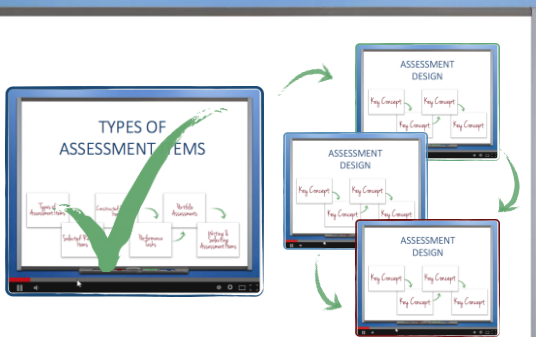 TYPES OF
ASSESSMENT EMS
Types of
Assessment Items
Constructed
Portfolio
Assessments
Selected
Items
Performance
Tasks
Writing &
Selecting
Assessment Items
ASSESSMENT
DESIGN
Key Concept
Key Concept
Key Concept
Key Concept
ASSESSMENT
DESIGN
Key Concept
Key Concept
Key Concept
Key Concept
ASSESSMENT
DESIGN
Key Concept
Key Concept
Key Concept
Key Concept